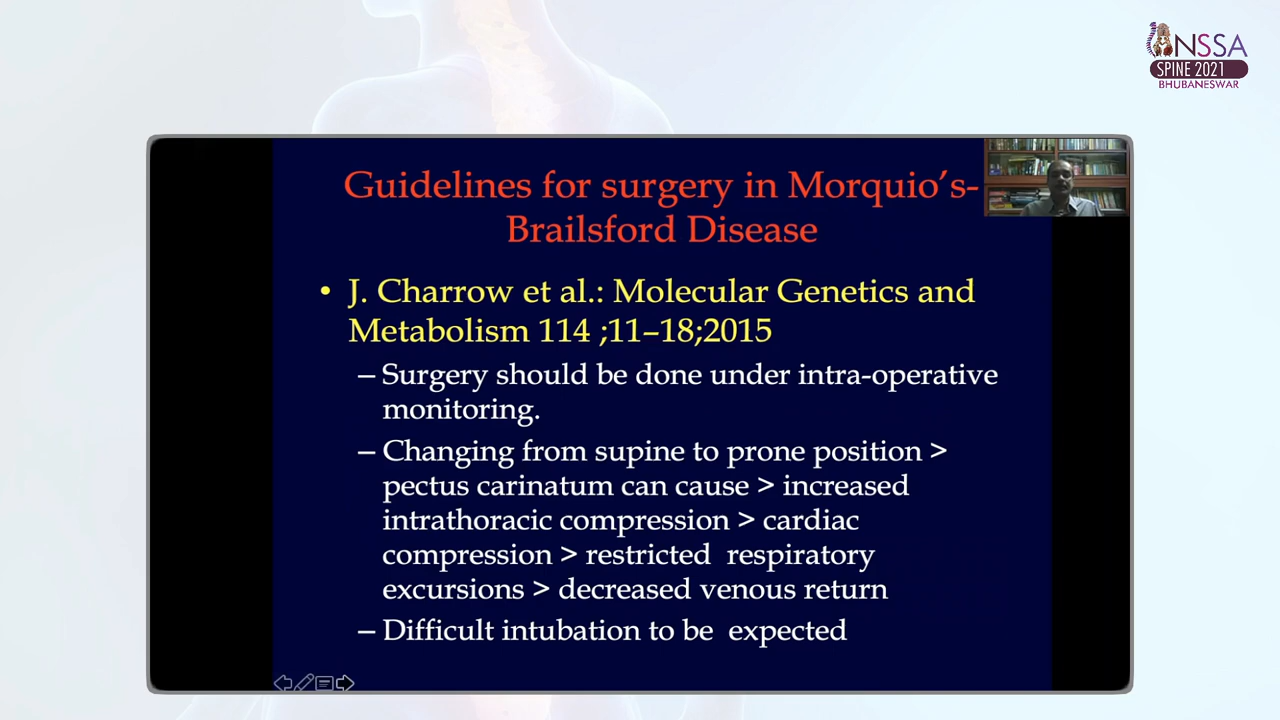 NSSA
SPINE 2021
BHUBANESWAR
Guidelines for surgery in Morquio's-
Brailsford Disease
• J. Charrow et al.: Molecular Genetics and
Metabolism 114 ;11–18;2015
– Surgery should be done under intra-operative
monitoring.
– Changing from supine to prone position >
pectus carinatum can cause > increased
intrathoracic compression > cardiac
compression > restricted respiratory
excursions > decreased venous return
– Difficult intubation to be expected